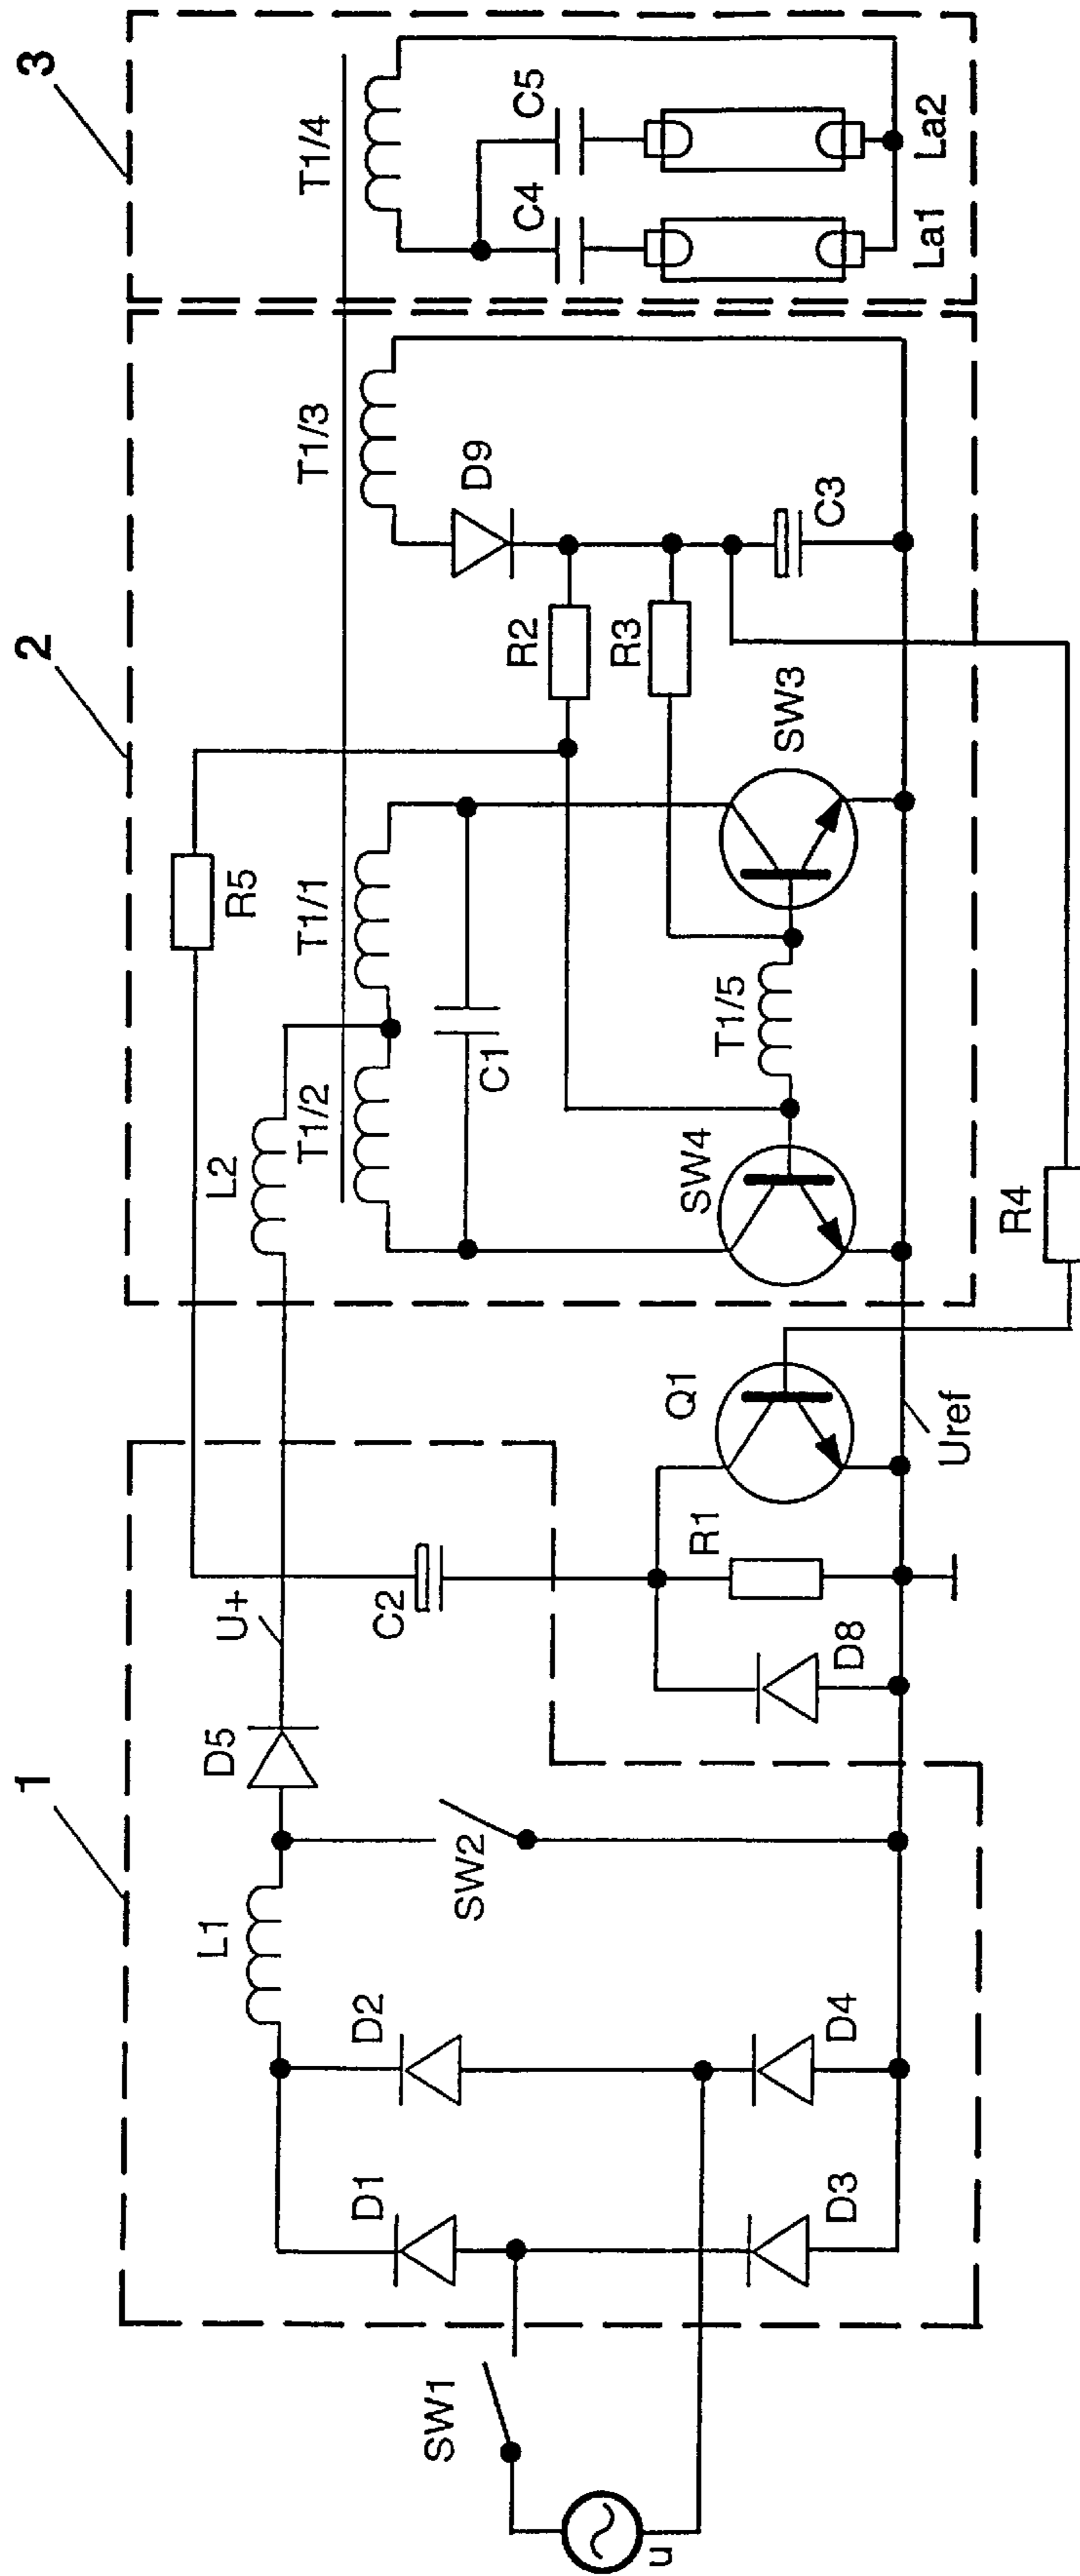 1
2
3
T1/4
C4
C5
La1
La2
T1/3
D9
R2
R3
C3
SW3
R5
T1/1
T1/2
C1
T1/5
L2
SW4
R4
Q1
Uref
U+
C2
R1
D8
D5
L1
SW2
D2
D4
D1
D3
SW1
u